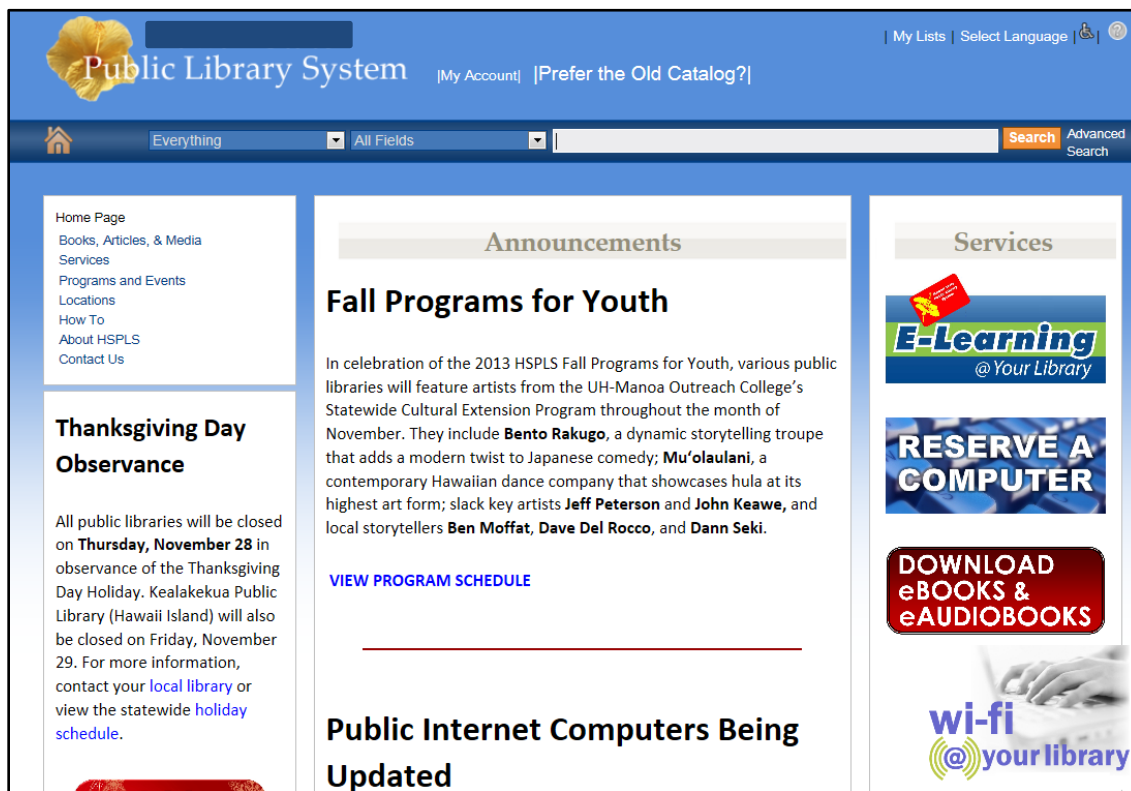 Public Library System
|My Account|
|Prefer the Old Catalog?|
| My Lists | Select Language | |
Everything
All Fields
Search
Advanced
Search
Home Page
Books, Articles, & Media
Services
Programs and Events
Locations
How To
About HSPLS
Contact Us
Thanksgiving Day
Observance
All public libraries will be closed
on Thursday, November 28 in
observance of the Thanksgiving
Day Holiday. Kealakekua Public
Library (Hawaii Island) will also
be closed on Friday, November
29. For more information,
contact your local library or
view the statewide holiday
schedule.
Announcements
Fall Programs for Youth
In celebration of the 2013 HSPLS Fall Programs for Youth, various public
libraries will feature artists from the UH-Manoa Outreach College’s
Statewide Cultural Extension Program throughout the month of
November. They include Bento Rakugo, a dynamic storytelling troupe
that adds a modern twist to Japanese comedy; Mu‘olaulani, a
contemporary Hawaiian dance company that showcases hula at its
highest art form; slack key artists Jeff Peterson and John Keawe, and
local storytellers Ben Moffat, Dave Del Rocco, and Dann Seki.
VIEW PROGRAM SCHEDULE
Public Internet Computers Being
Updated
Services
E-Learning
@ Your Library
RESERVE A
COMPUTER
DOWNLOAD
eBOOKS &
eAUDIOBOOKS
wi-fi
((@)) your library